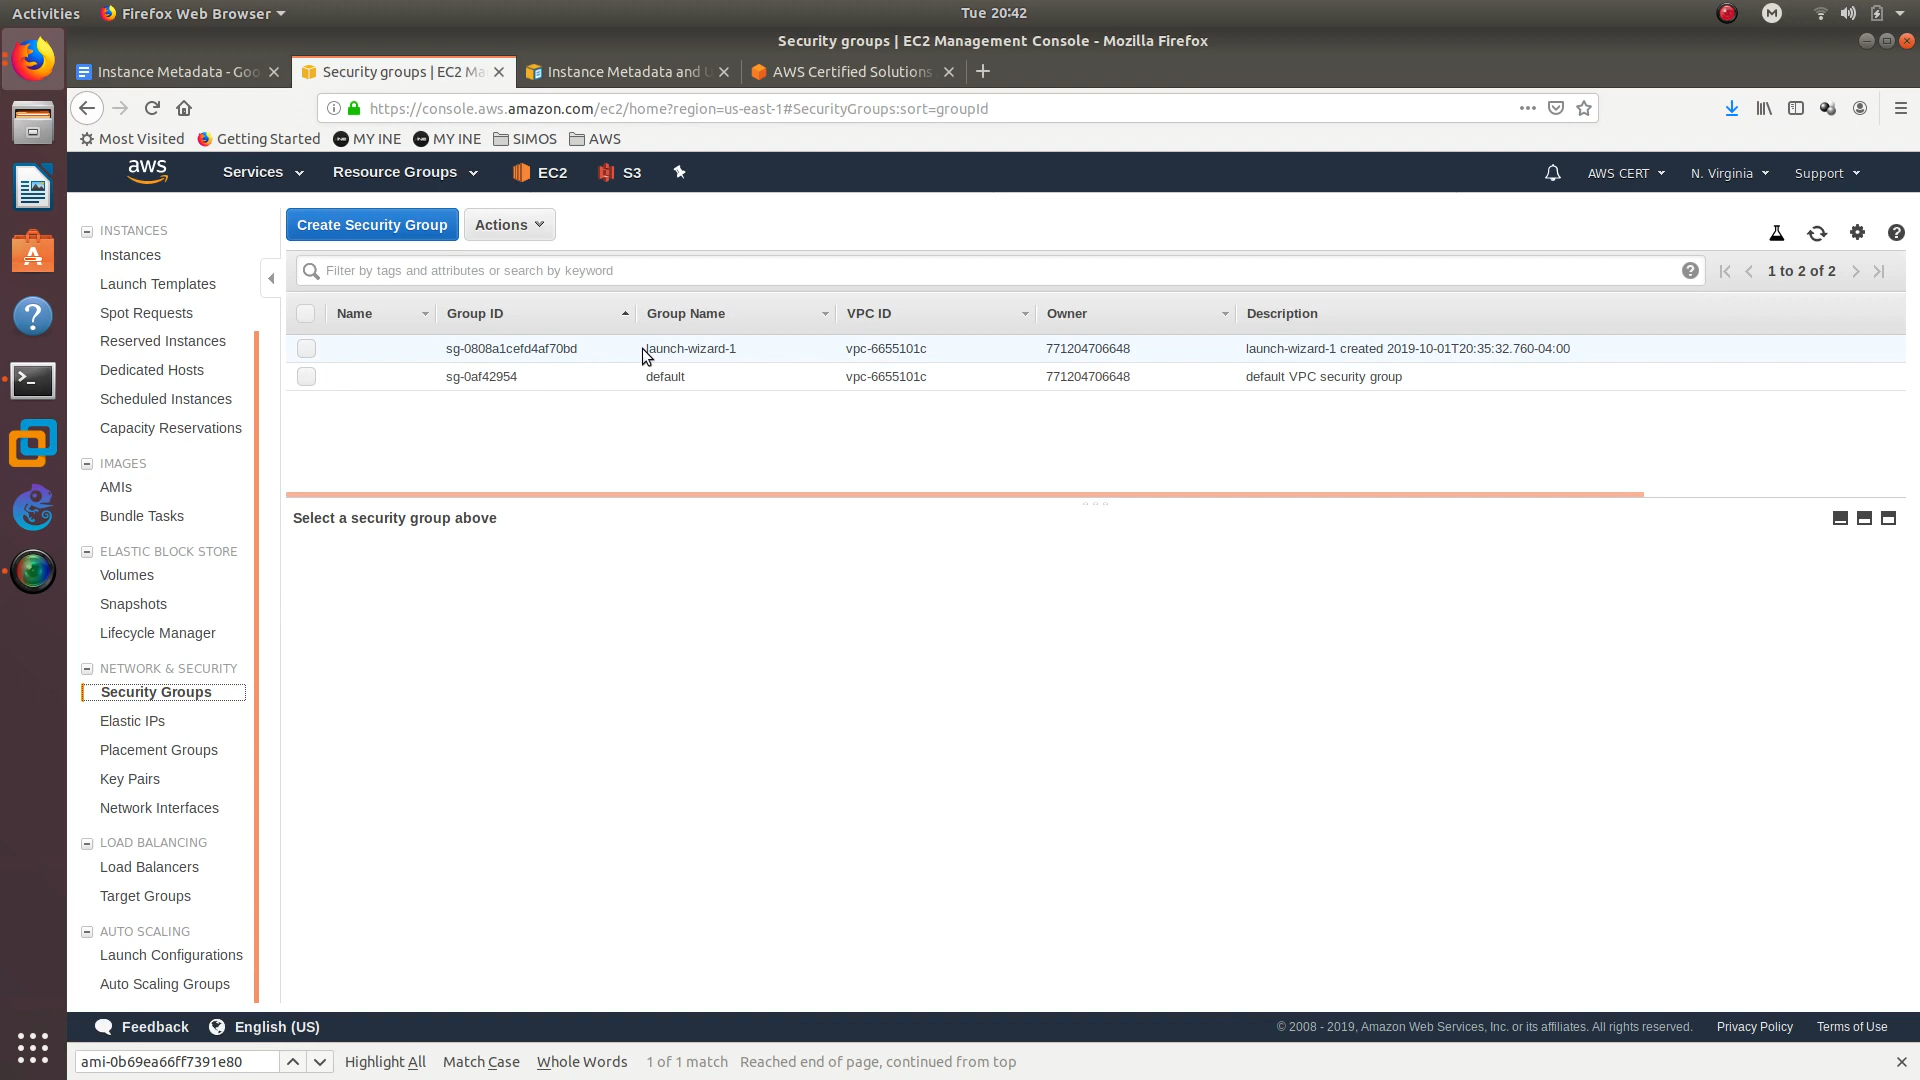 Activities Firefox Web Browser Tue 20:42
Security groups | EC2 Management Console - Mozilla Firefox
Instance Metadata - Goo Security groups | EC2 Ma Instance Metadata and U AWS Certified Solutions
https://console.aws.amazon.com/ec2/home?region=us-east-1#SecurityGroups:sort=groupId
Most Visited Getting Started MY INE MY INE SIMOS AWS
aws Services Resource Groups EC2 S3 AWS CERT N. Virginia Support
INSTANCES
Instances
Launch Templates
Spot Requests
Reserved Instances
Dedicated Hosts
Scheduled Instances
Capacity Reservations
IMAGES
AMIs
Bundle Tasks
ELASTIC BLOCK STORE
Volumes
Snapshots
Lifecycle Manager
NETWORK & SECURITY
Security Groups
Elastic IPs
Placement Groups
Key Pairs
Network Interfaces
LOAD BALANCING
Load Balancers
Target Groups
AUTO SCALING
Launch Configurations
Auto Scaling Groups
Create Security Group Actions
Filter by tags and attributes or search by keyword 1 to 2 of 2
Name Group ID Group Name VPC ID Owner Description
sg-0808a1cefd4af70bd launch-wizard-1 vpc-6655101c 771204706648 launch-wizard-1 created 2019-10-01T20:35:32.760-04:00
sg-0af42954 default vpc-6655101c 771204706648 default VPC security group
Select a security group above
Feedback English (US) © 2008 - 2019, Amazon Web Services, Inc. or its affiliates. All rights reserved. Privacy Policy Terms of Use
ami-0b69ea66ff7391e80 Highlight All Match Case Whole Words 1 of 1 match Reached end of page, continued from top